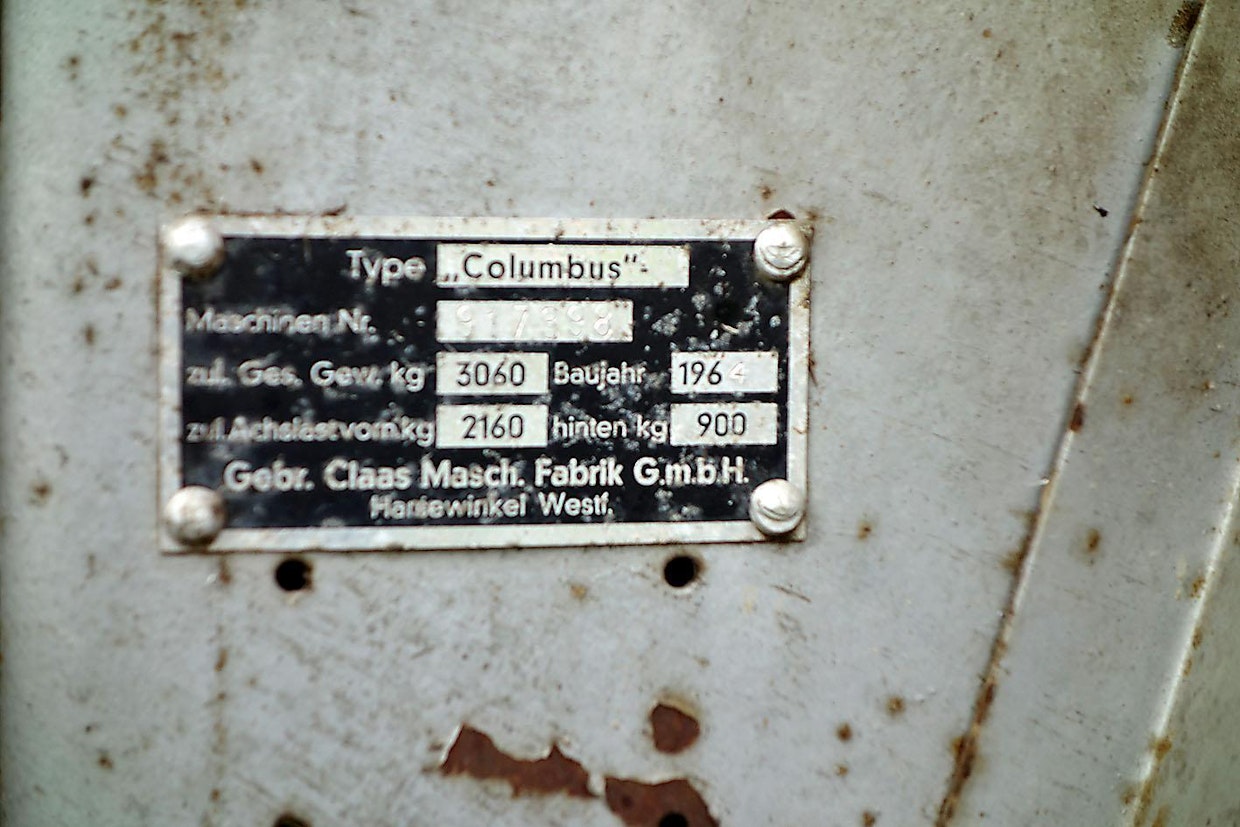 Type „Columbus“
Maschinen Nr. 917398
zul. Ges. Gew. kg 3060 Baujahr 1964
zul. Achslast vorn kg 2160 hinten kg 900
Gebr. Claas Masch. Fabrik G.m.b.H.
Harsewinkel Westf.